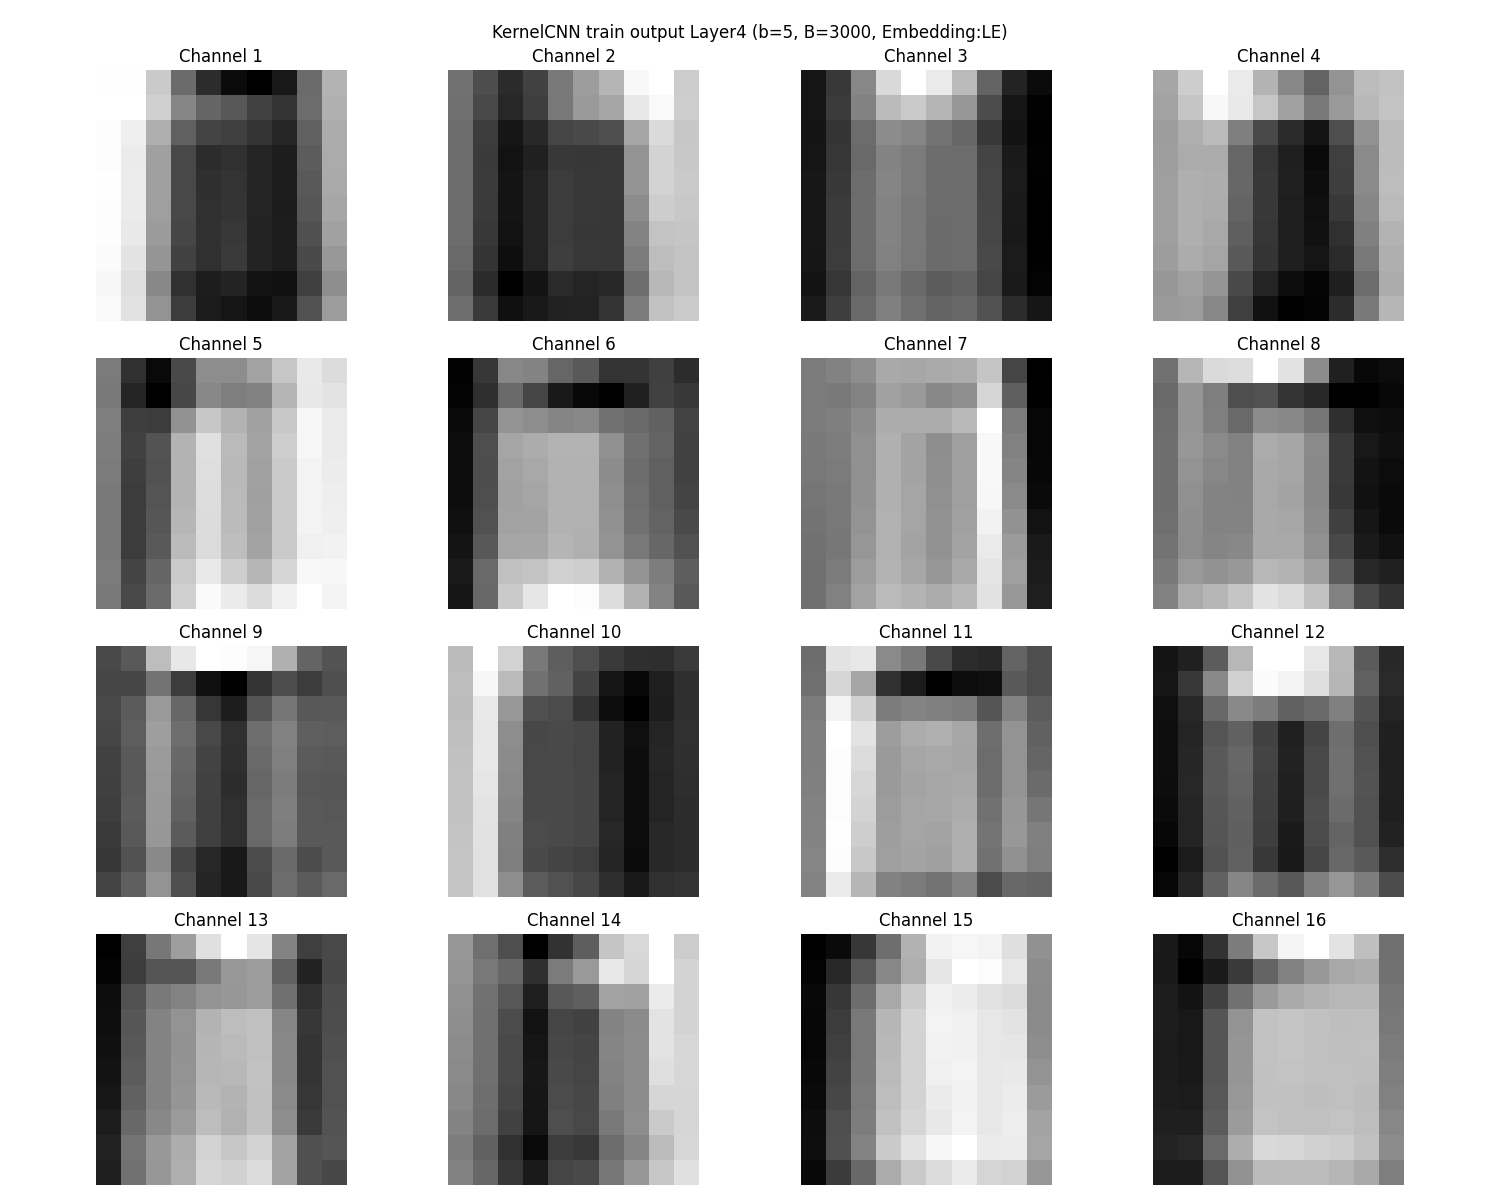 KernelCNN train output Layer4 (b=5, B=3000, Embedding:LE)
Channel 1
Channel 2
Channel 3
Channel 4
Channel 5
Channel 6
Channel 7
Channel 8
Channel 9
Channel 10
Channel 11
Channel 12
Channel 13
Channel 14
Channel 15
Channel 16